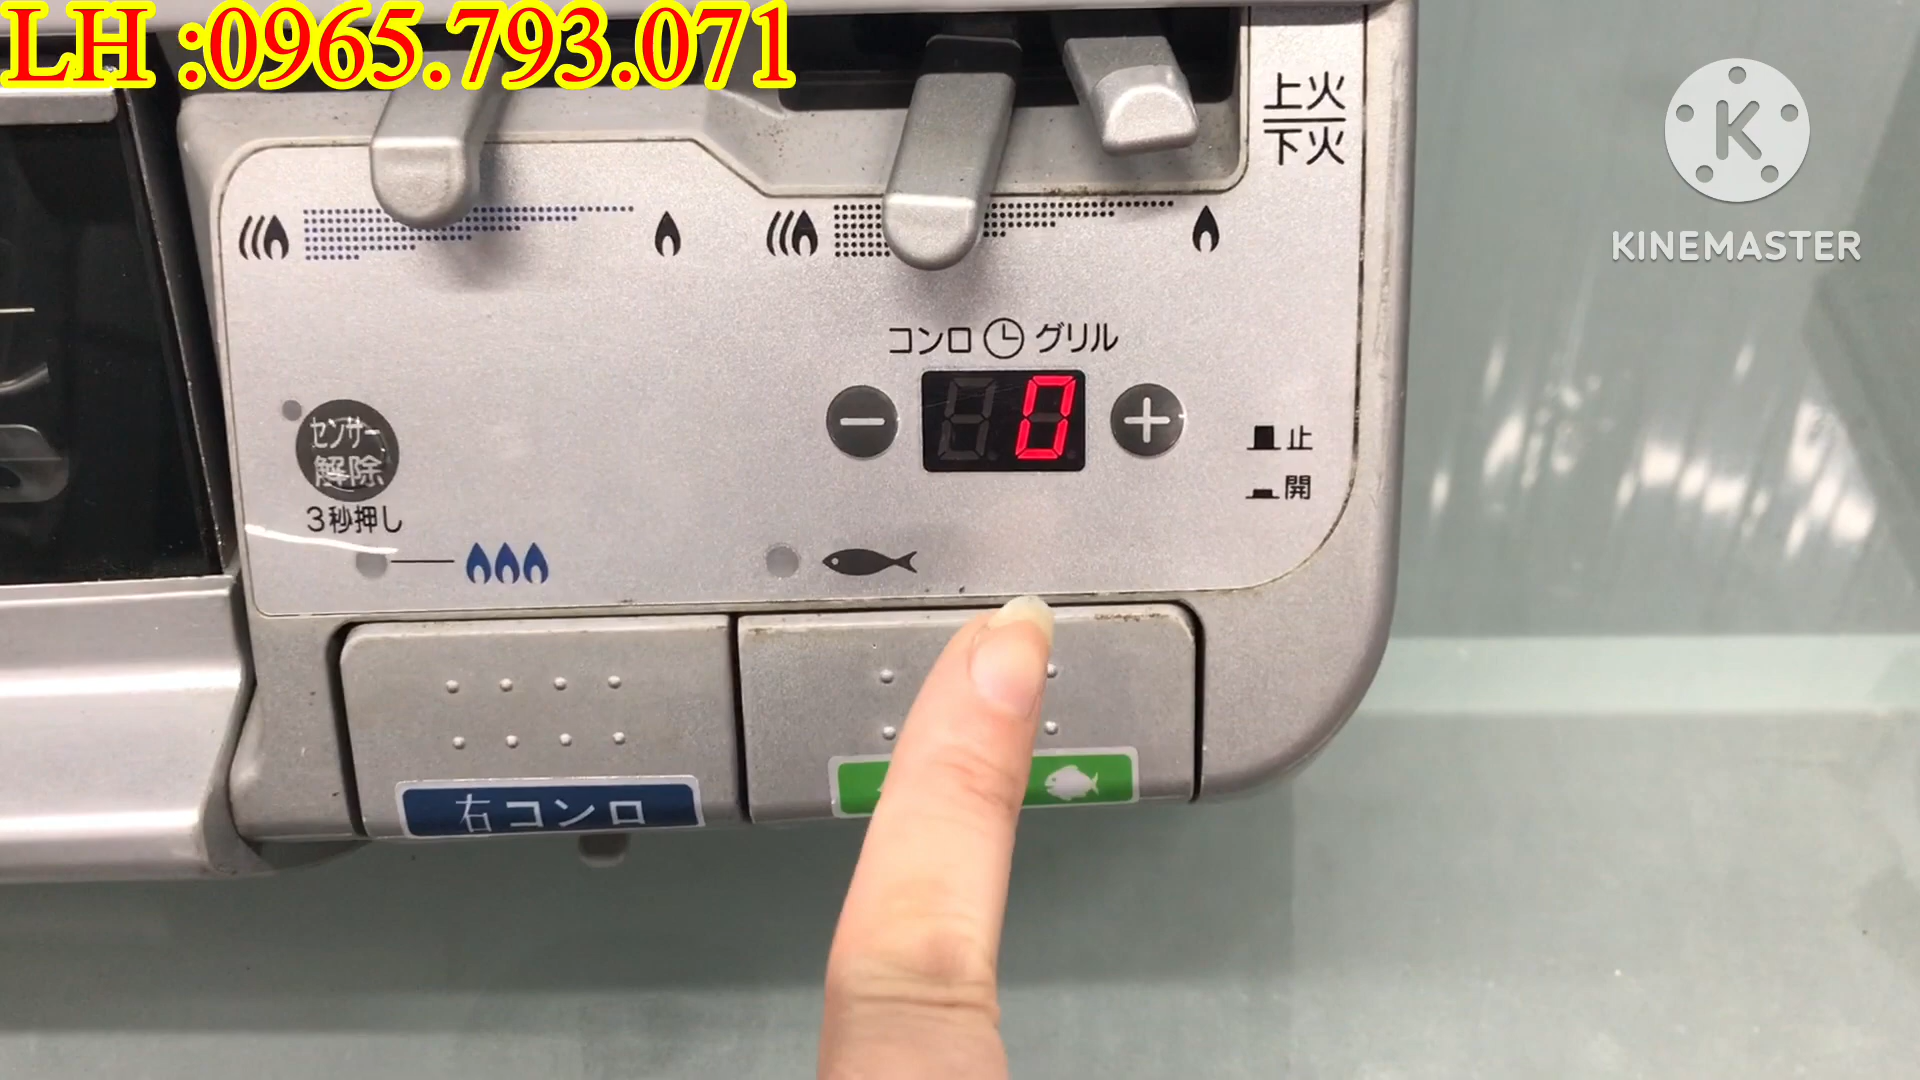 LH :0965.793.071
上火
下火
K
KINEMASTER
コンロ グリル
0
センサー
解除
3秒押し
止
開
右コンロ